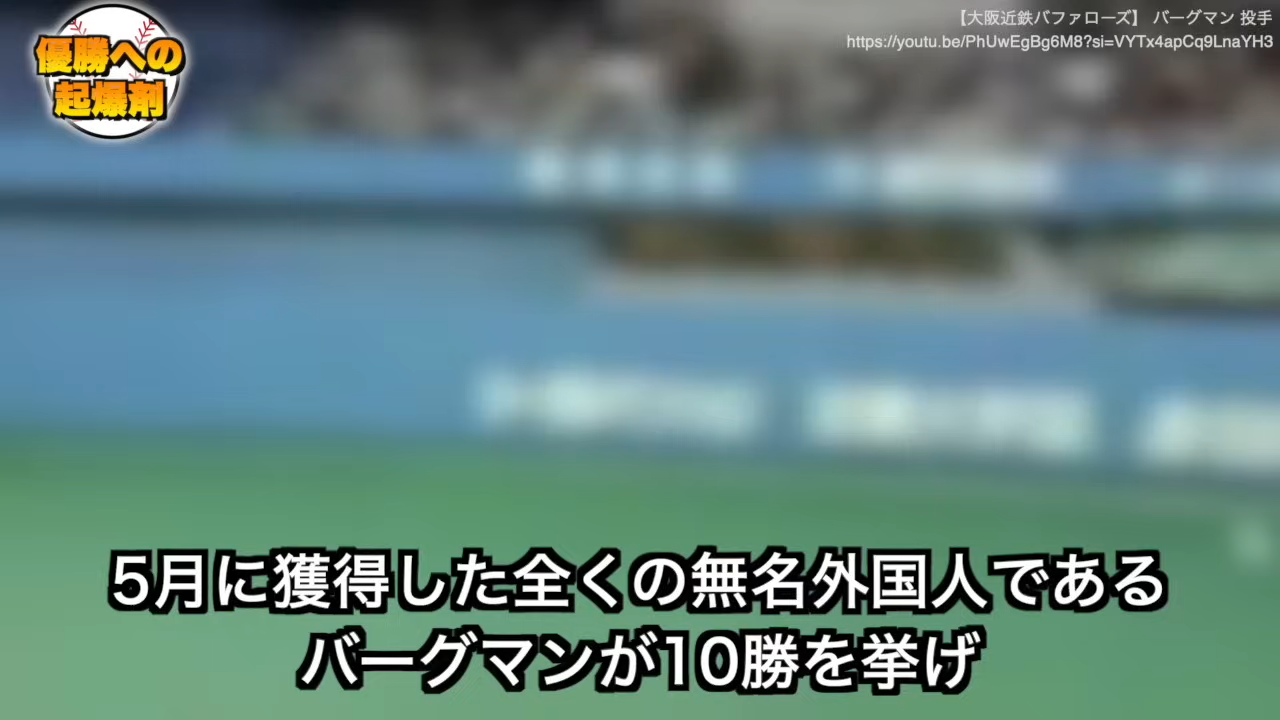 優勝への
起爆剤
【大阪近鉄バファローズ】 バーグマン 投手
https://youtu.be/PhUwEgBg6M8?si=VYTx4apCq9LnaYH3
5月に獲得した全くの無名外国人である
バーグマンが10勝を挙げ